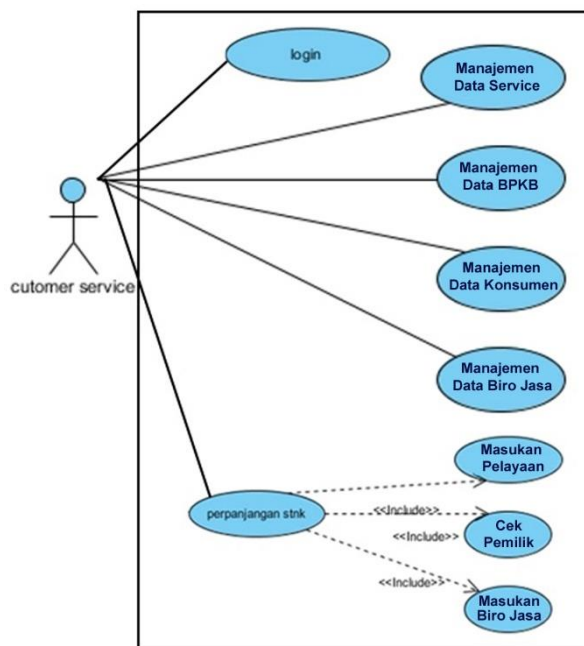 login
Manajemen
Data Service
Manajemen
Data BPKB
cutomer service
Manajemen
Data Konsumen
Manajemen
Data Biro Jasa
Masukan
Pelayaan
perpanjangan stnk
<<Include>>
Cek
Pemilik
<<Include>>
<<Include>>
Masukan
Biro Jasa